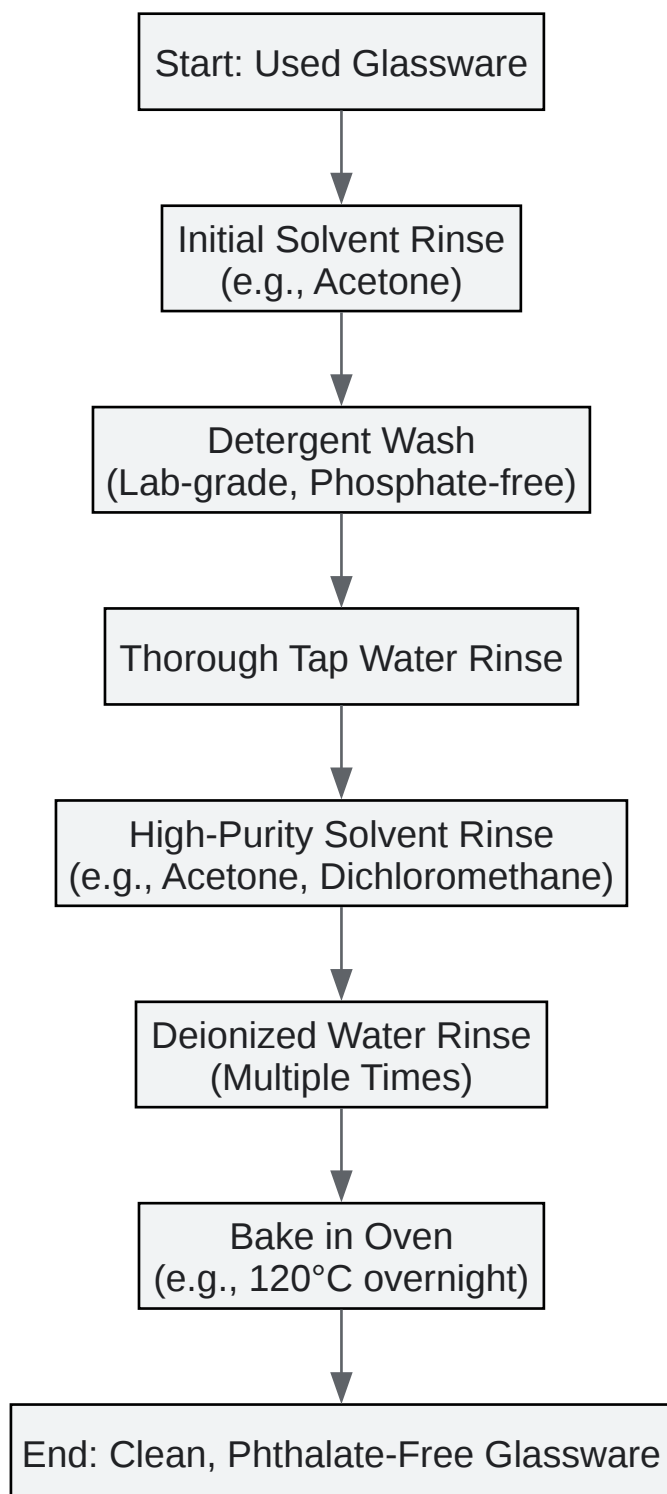 Start: Used Glassware
Initial Solvent Rinse
(e.g., Acetone)
Detergent Wash
(Lab-grade, Phosphate-free)
Thorough Tap Water Rinse
High-Purity Solvent Rinse
(e.g., Acetone, Dichloromethane)
Deionized Water Rinse
(Multiple Times)
Bake in Oven
(e.g., 120°C overnight)
End: Clean, Phthalate-Free Glassware